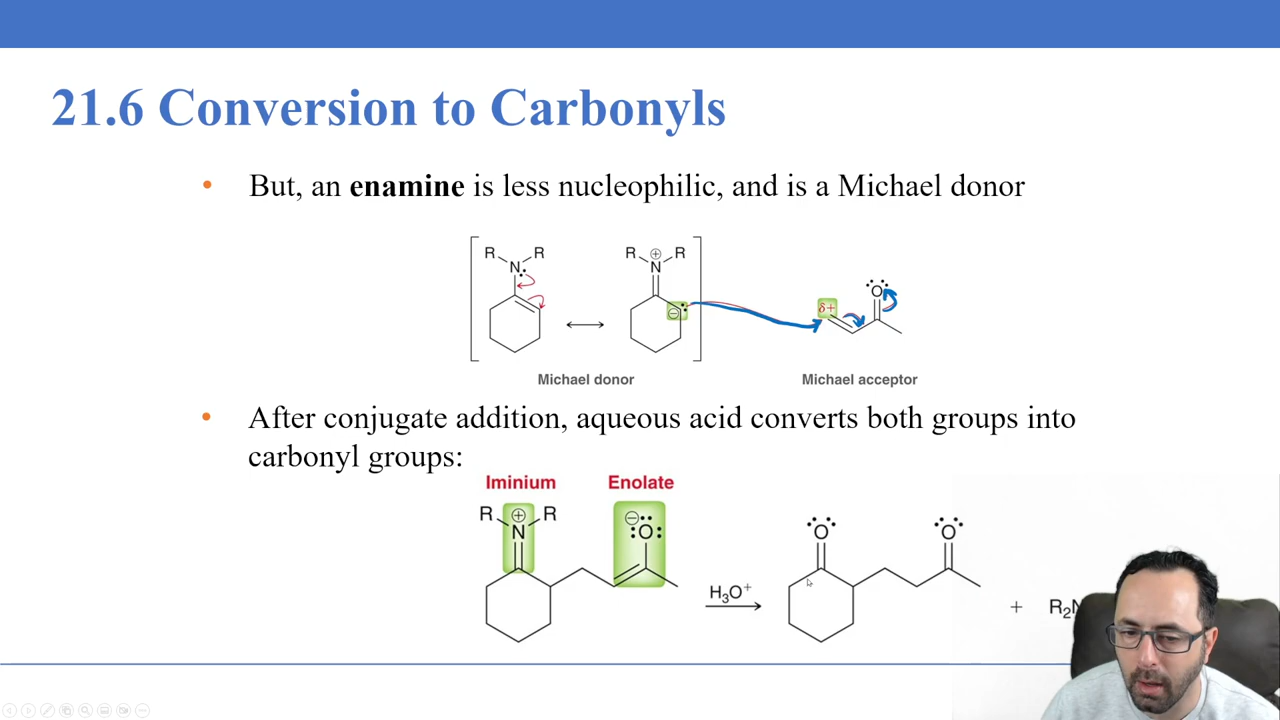 21.6 Conversion to Carbonyls
• But, an enamine is less nucleophilic, and is a Michael donor
R R R ⊕ R
N N O
δ+
⊖
Michael donor Michael acceptor
• After conjugate addition, aqueous acid converts both groups into
carbonyl groups:
Iminium Enolate
R ⊕ R ⊖
N O O O
H₃O⁺
+ R₂N